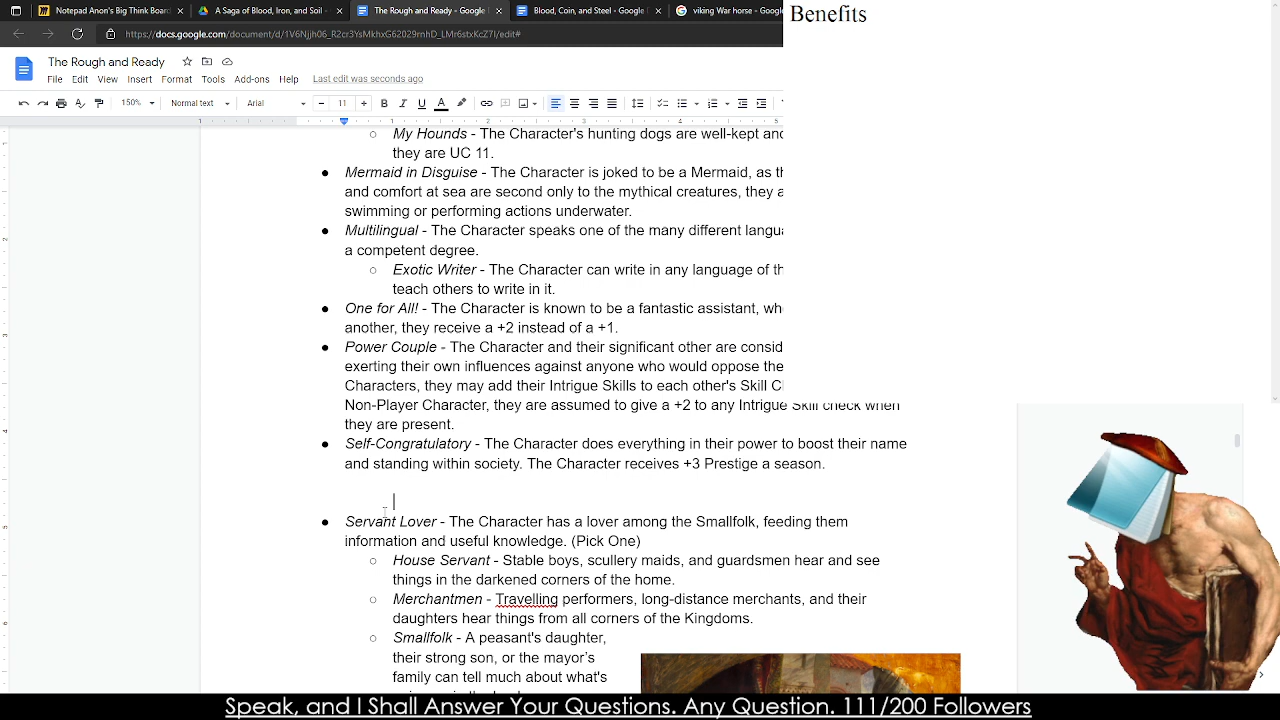 Notepad Anon's Big Think Board
A Saga of Blood, Iron, and Soil -
The Rough and Ready - Google
Blood, Coin, and Steel - Google
viking War horse - Google
Benefits
https://docs.google.com/document/d/1V6Njjh06_R2cr3YsMkhxG62029rnhD_LMr6stxKcZ7I/edit#
The Rough and Ready
File Edit View Insert Format Tools Add-ons Help Last edit was seconds ago
150% Normal text Arial 11
My Hounds - The Character's hunting dogs are well-kept and
they are UC 11.
Mermaid in Disguise - The Character is joked to be a Mermaid, as th
and comfort at sea are second only to the mythical creatures, they a
swimming or performing actions underwater.
Multilingual - The Character speaks one of the many different langua
a competent degree.
Exotic Writer - The Character can write in any language of th
teach others to write in it.
One for All! - The Character is known to be a fantastic assistant, wh
another, they receive a +2 instead of a +1.
Power Couple - The Character and their significant other are consid
exerting their own influences against anyone who would oppose the
Characters, they may add their Intrigue Skills to each other's Skill C
Non-Player Character, they are assumed to give a +2 to any Intrigue Skill check when
they are present.
Self-Congratulatory - The Character does everything in their power to boost their name
and standing within society. The Character receives +3 Prestige a season.
Servant Lover - The Character has a lover among the Smallfolk, feeding them
information and useful knowledge. (Pick One)
House Servant - Stable boys, scullery maids, and guardsmen hear and see
things in the darkened corners of the home.
Merchantmen - Travelling performers, long-distance merchants, and their
daughters hear things from all corners of the Kingdoms.
Smallfolk - A peasant's daughter,
their strong son, or the mayor's
family can tell much about what's
Speak, and I Shall Answer Your Questions. Any Question. 111/200 Followers